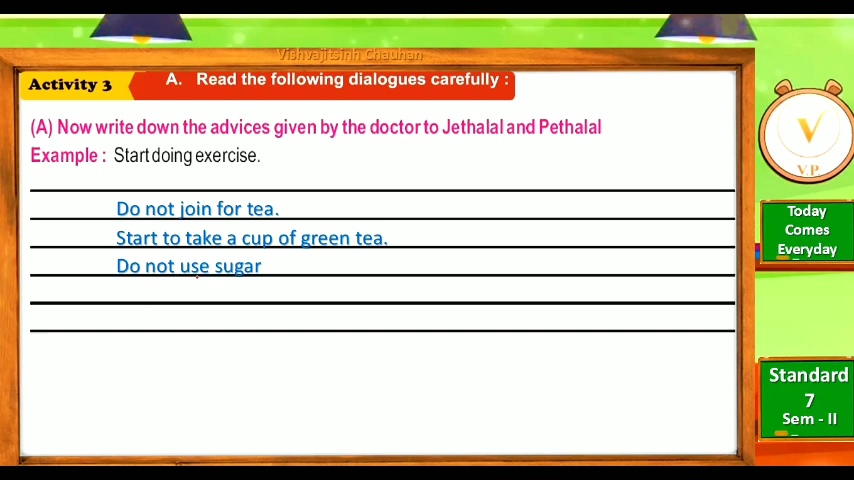 Vishvajitsinh Chauhan
Activity 3
A. Read the following dialogues carefully :
(A) Now write down the advices given by the doctor to Jethalal and Pethalal
Example : Start doing exercise.
Do not join for tea.
Start to take a cup of green tea.
Do not use sugar
V
V.P
Today
Comes
Everyday
Standard
7
Sem - II